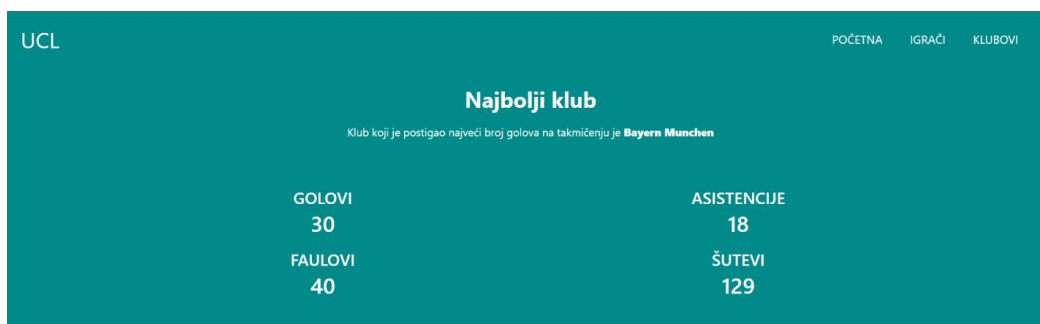 UCL
POČETNA IGRAČI KLUBOVI
Najbolji klub
Klub koji je postigao najveći broj golova na takmičenju je Bayern Munchen
GOLOVI ASISTENCIJE
30 18
FAULOVI ŠUTEVI
40 129